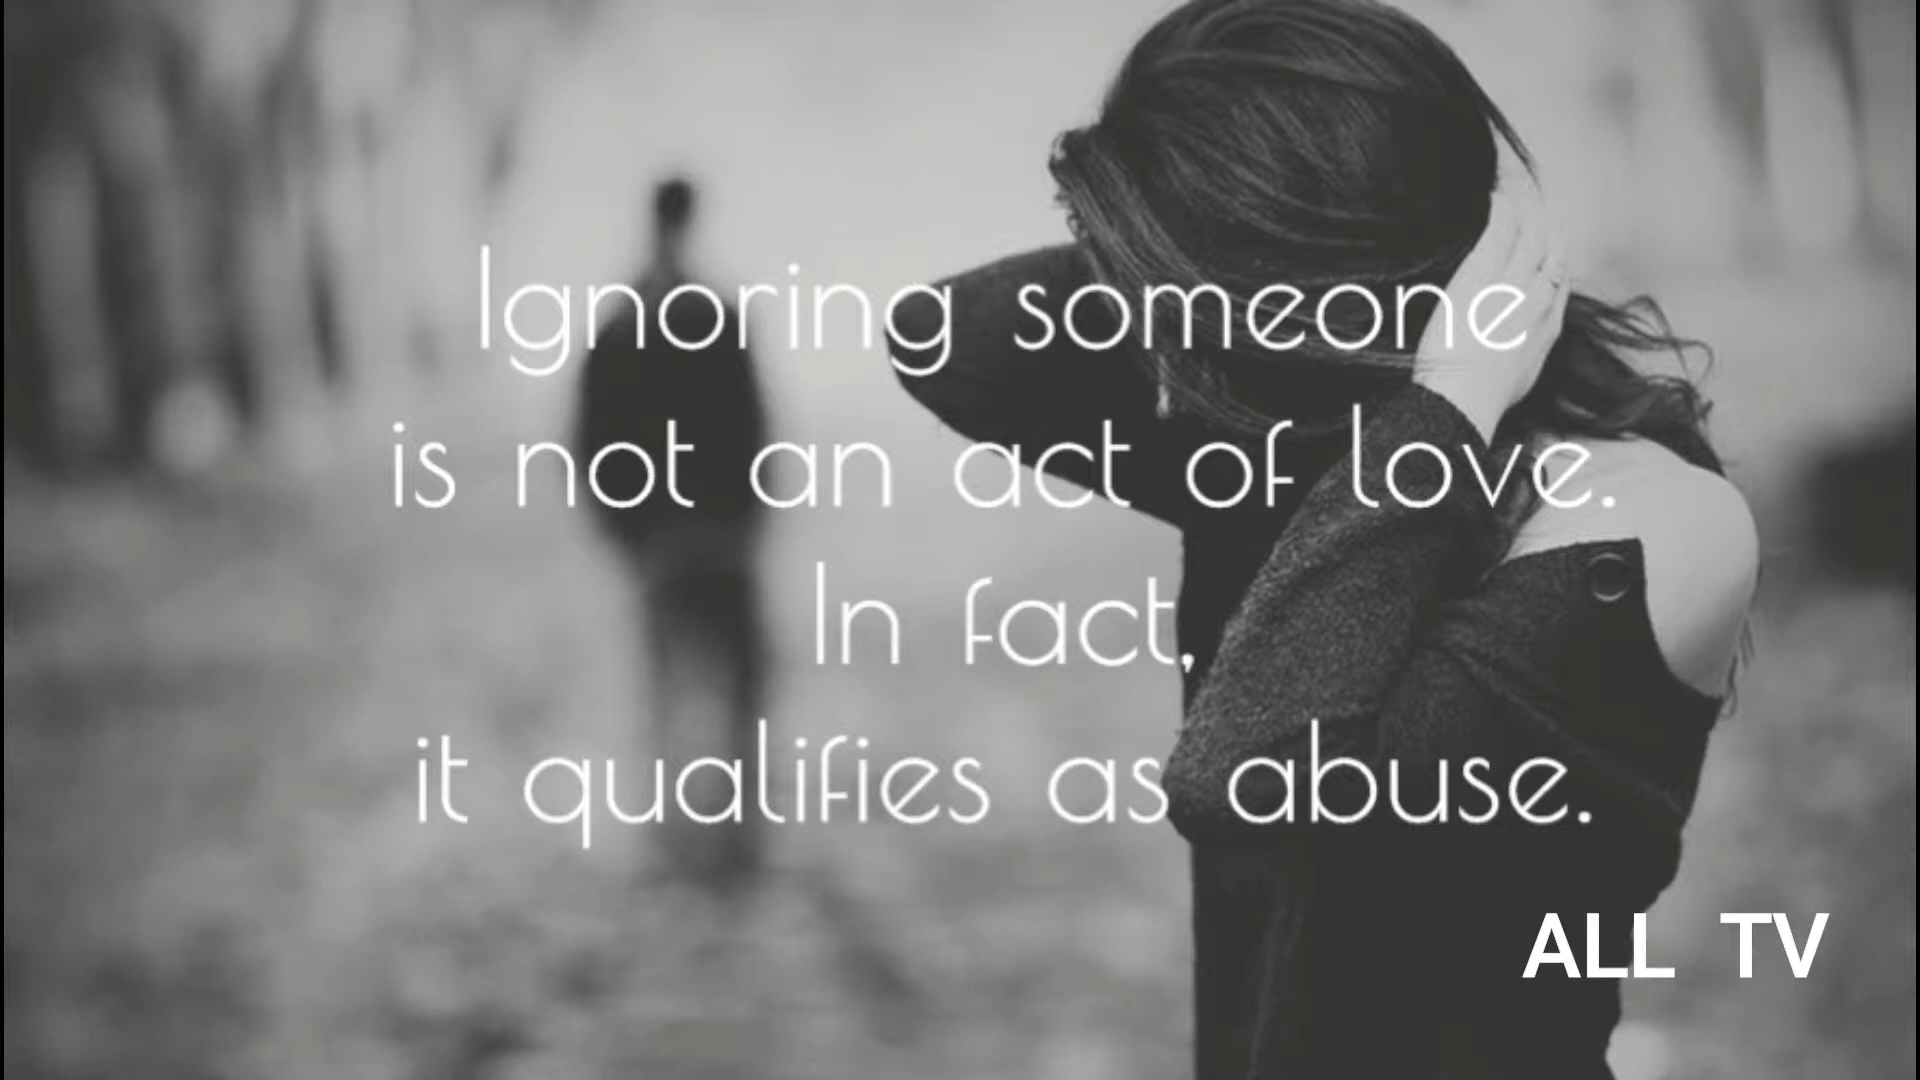 Ignoring someone
is not an act of love.
In fact,
it qualifies as abuse.
ALL TV